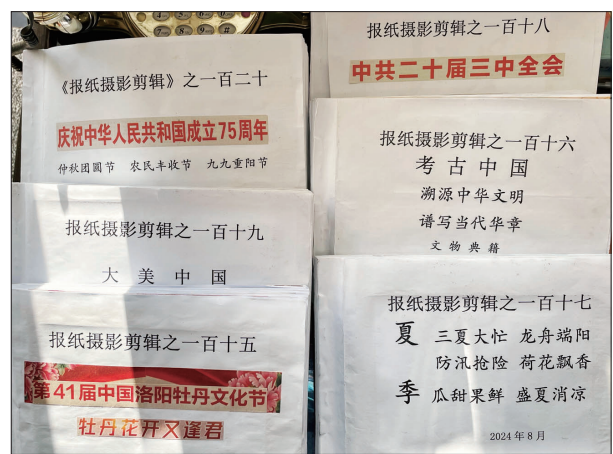 《报纸摄影剪辑》之一百二十
庆祝中华人民共和国成立75周年
仲秋团圆节 农民丰收节 九九重阳节
报纸摄影剪辑之一百十九
大美中国
报纸摄影剪辑之一百十五
第41届中国洛阳牡丹文化节
牡丹花开又逢君
报纸摄影剪辑之一百十八
中共二十届三中全会
报纸摄影剪辑之一百十六
考古中国
溯源中华文明
谱写当代华章
文物典籍
报纸摄影剪辑之一百十七
夏 三夏大忙 龙舟端阳
防汛抢险 荷花飘香
季 瓜甜果鲜 盛夏消凉
2024年8月